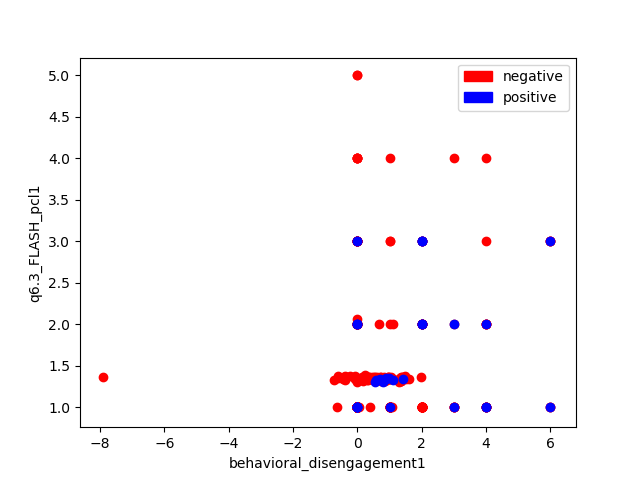 negative
positive
5.0
4.5
4.0
3.5
3.0
2.5
2.0
1.5
1.0
q6.3_FLASH_pcl1
−8 −6 −4 −2 0 2 4 6
behavioral_disengagement1